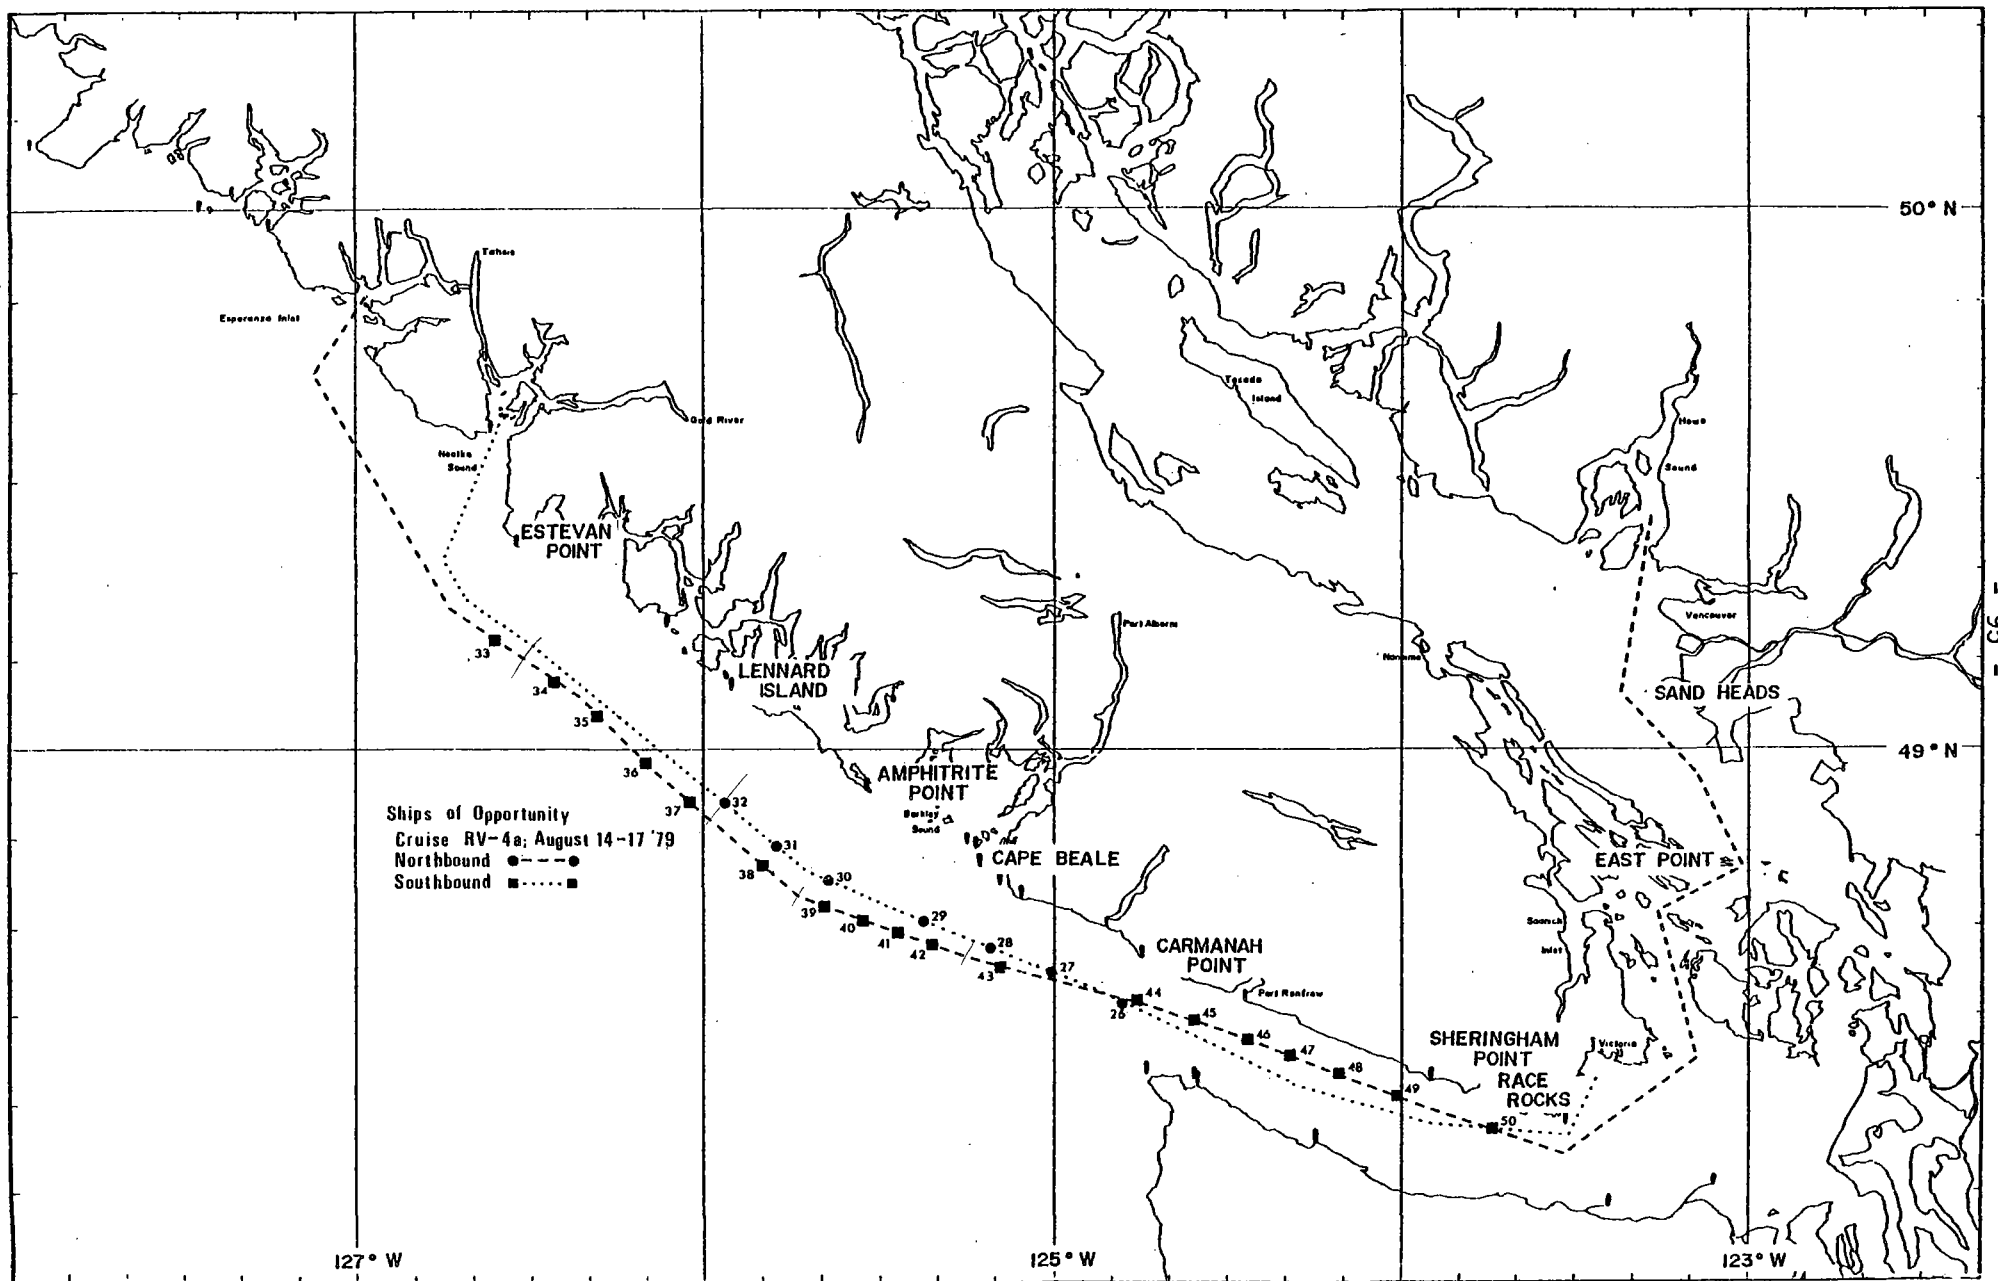 50° N
Tahsis
Esperanza Inlet
Texada
Island
Gold River
Howe
Sound
Nootka
Sound
ESTEVAN
POINT
Vancouver
Port Alberni
- 95 -
33
LENNARD
ISLAND
Nanaimo
34
SAND HEADS
35
49° N
36
AMPHITRITE
POINT
37
32
Ships of Opportunity
Cruise RV-4a; August 14-17 '79
Northbound
Southbound
Barkley
Sound
31
CAPE BEALE
EAST POINT
38
30
39
29
Saanich
Inlet
40
41
42
28
CARMANAH
POINT
43
27
Port Renfrew
44
26
45
46
47
SHERINGHAM
POINT
Victoria
48
RACE
ROCKS
49
50
127° W
125° W
123° W